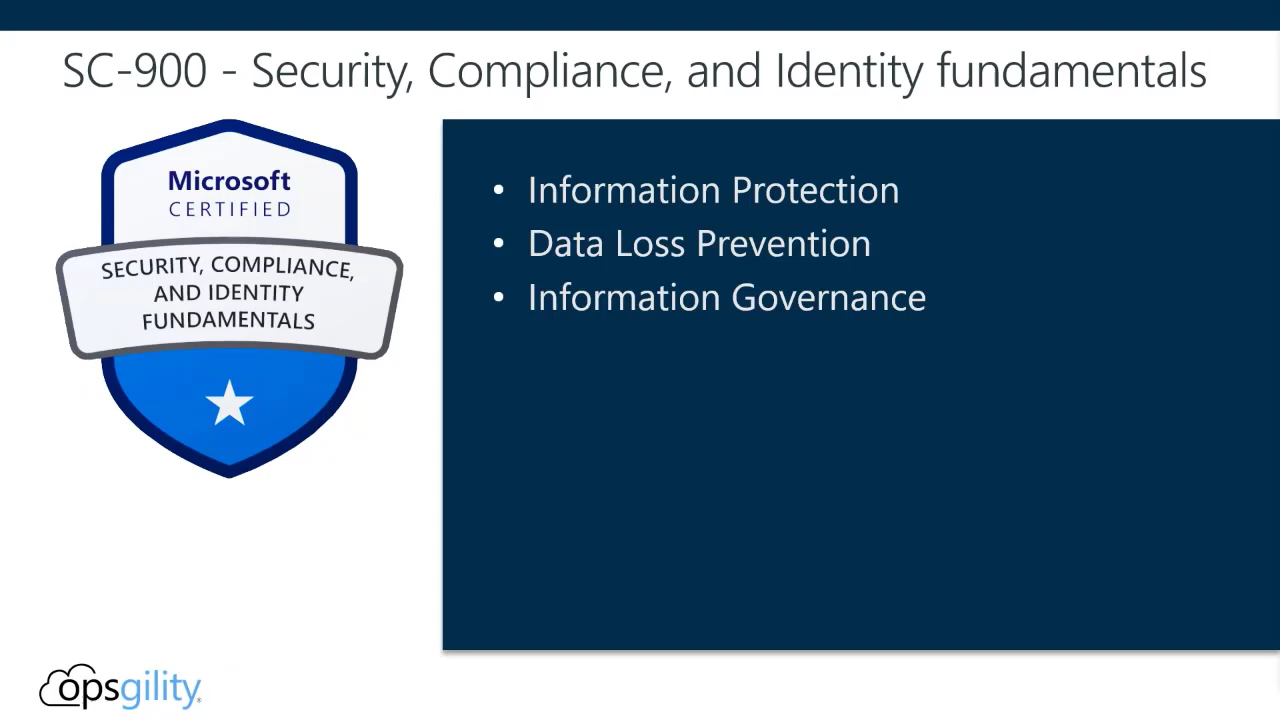 SC-900 - Security, Compliance, and Identity fundamentals
Microsoft
CERTIFIED
SECURITY, COMPLIANCE,
AND IDENTITY
FUNDAMENTALS
• Information Protection
• Data Loss Prevention
• Information Governance
opsgility®